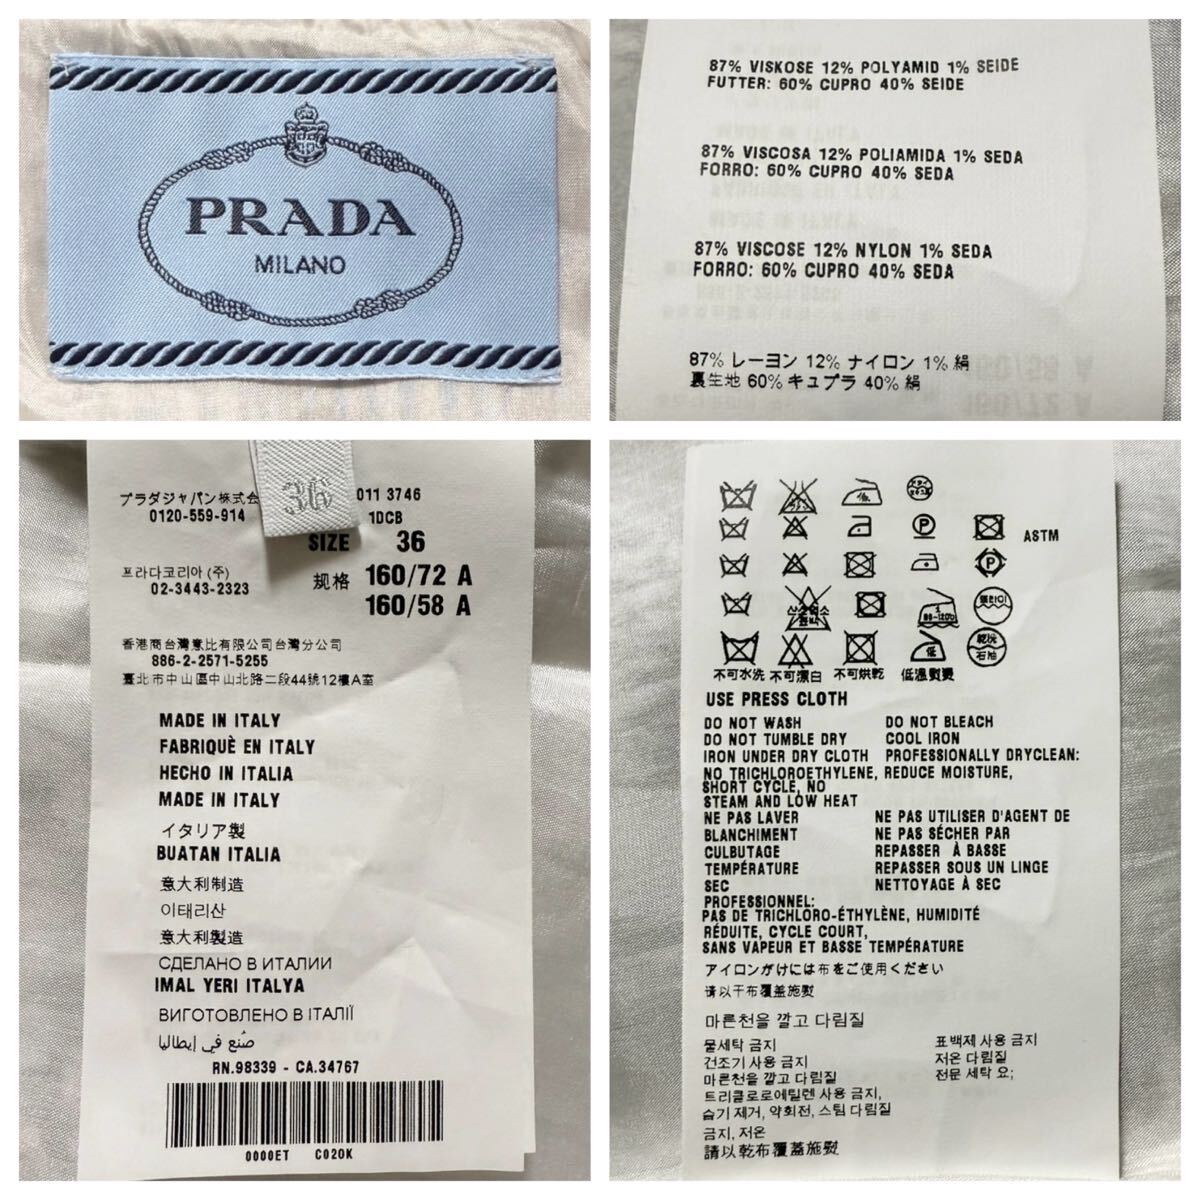 PRADA
MILANO
87% VISKOSE 12% POLYAMID 1% SEIDE
FUTTER: 60% CUPRO 40% SEIDE
87% VISCOSA 12% POLIAMIDA 1% SEDA
FORRO: 60% CUPRO 40% SEDA
87% VISCOSE 12% NYLON 1% SEDA
FORRO: 60% CUPRO 40% SEDA
87% レーヨン 12% ナイロン 1% 絹
裏生地 60% キュプラ 40% 絹
36
プラダジャパン株式会 011 3746
0120-559-914 1DCB
SIZE 36
프라다코리아 (주) 规格 160/72 A
02-3443-2323 160/58 A
香港商台灣意比有限公司台灣分公司
886-2-2571-5255
臺北市中山區中山北路二段44號12樓A室
MADE IN ITALY
FABRIQUÈ EN ITALY
HECHO IN ITALIA
MADE IN ITALY
イタリア製
BUATAN ITALIA
意大利制造
이태리산
意大利製造
СДЕЛАНО В ИТАЛИИ
IMAL YERI ITALYA
ВИГОТОВЛЕНО В ІТАЛІЇ
صُنع في إيطاليا
RN.98339 - CA.34767
0000ET C020K
低
P ASTM
P
80-120℃
低 乾洗 石油
不可水洗 不可漂白 不可烘乾 低溫熨燙
USE PRESS CLOTH
DO NOT WASH DO NOT BLEACH
DO NOT TUMBLE DRY COOL IRON
IRON UNDER DRY CLOTH PROFESSIONALLY DRYCLEAN:
NO TRICHLOROETHYLENE, REDUCE MOISTURE,
SHORT CYCLE, NO
STEAM AND LOW HEAT
NE PAS LAVER NE PAS UTILISER D'AGENT DE
BLANCHIMENT NE PAS SÉCHER PAR
CULBUTAGE REPASSER À BASSE
TEMPÉRATURE REPASSER SOUS UN LINGE
SEC NETTOYAGE À SEC
PROFESSIONNEL:
PAS DE TRICHLORO-ÉTHYLÈNE, HUMIDITÉ
RÉDUITE, CYCLE COURT,
SANS VAPEUR ET BASSE TEMPÉRATURE
アイロンがけには布をご使用ください
请以干布覆盖施熨
마른천을 깔고 다림질
물세탁 금지 표백제 사용 금지
건조기 사용 금지 저온 다림질
마른천을 깔고 다림질 전문 세탁 요;
트리클로로에틸렌 사용 금지,
습기 제거, 약회전, 스팀 다림질
금지, 저온
請以乾布覆蓋施熨